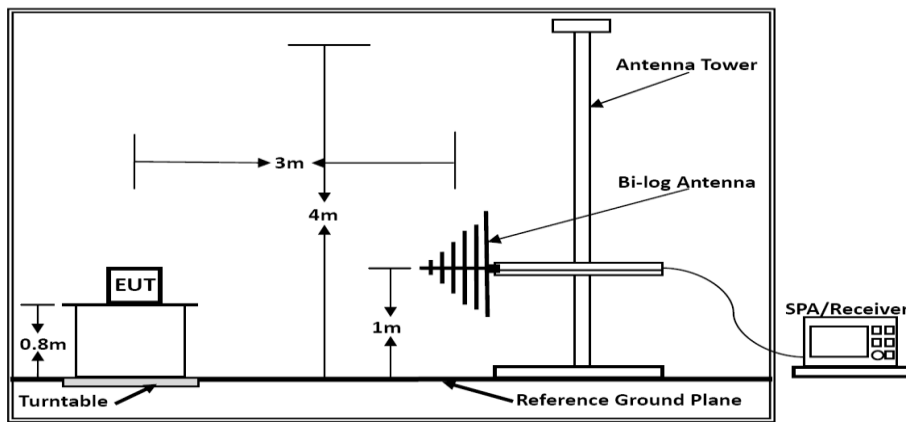 Antenna Tower
3m
Bi-log Antenna
4m
EUT
SPA/Receiver
0.8m
1m
Turntable
Reference Ground Plane